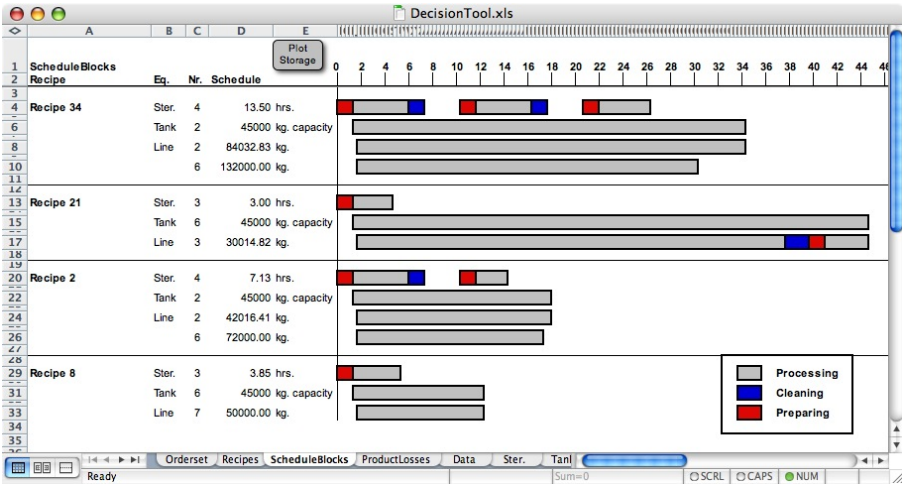 DecisionTool.xls
A B C D E
Plot
Storage
1 ScheduleBlocks 0 2 4 6 8 10 12 14 16 18 20 22 24 26 28 30 32 34 36 38 40 42 44
2 Recipe Eq. Nr. Schedule
3
4 Recipe 34 Ster. 4 13.50 hrs.
6 Tank 2 45000 kg. capacity
8 Line 2 84032.83 kg.
10 6 132000.00 kg.
11
12
13 Recipe 21 Ster. 3 3.00 hrs.
15 Tank 6 45000 kg. capacity
17 Line 3 30014.82 kg.
18
19
20 Recipe 2 Ster. 4 7.13 hrs.
22 Tank 2 45000 kg. capacity
24 Line 2 42016.41 kg.
26 6 72000.00 kg.
27
28
29 Recipe 8 Ster. 3 3.85 hrs.
31 Tank 6 45000 kg. capacity
33 Line 7 50000.00 kg.
34
35
Processing
Cleaning
Preparing
Orderset Recipes ScheduleBlocks ProductLosses Data Ster.
Ready Sum=0 SCRL CAPS NUM